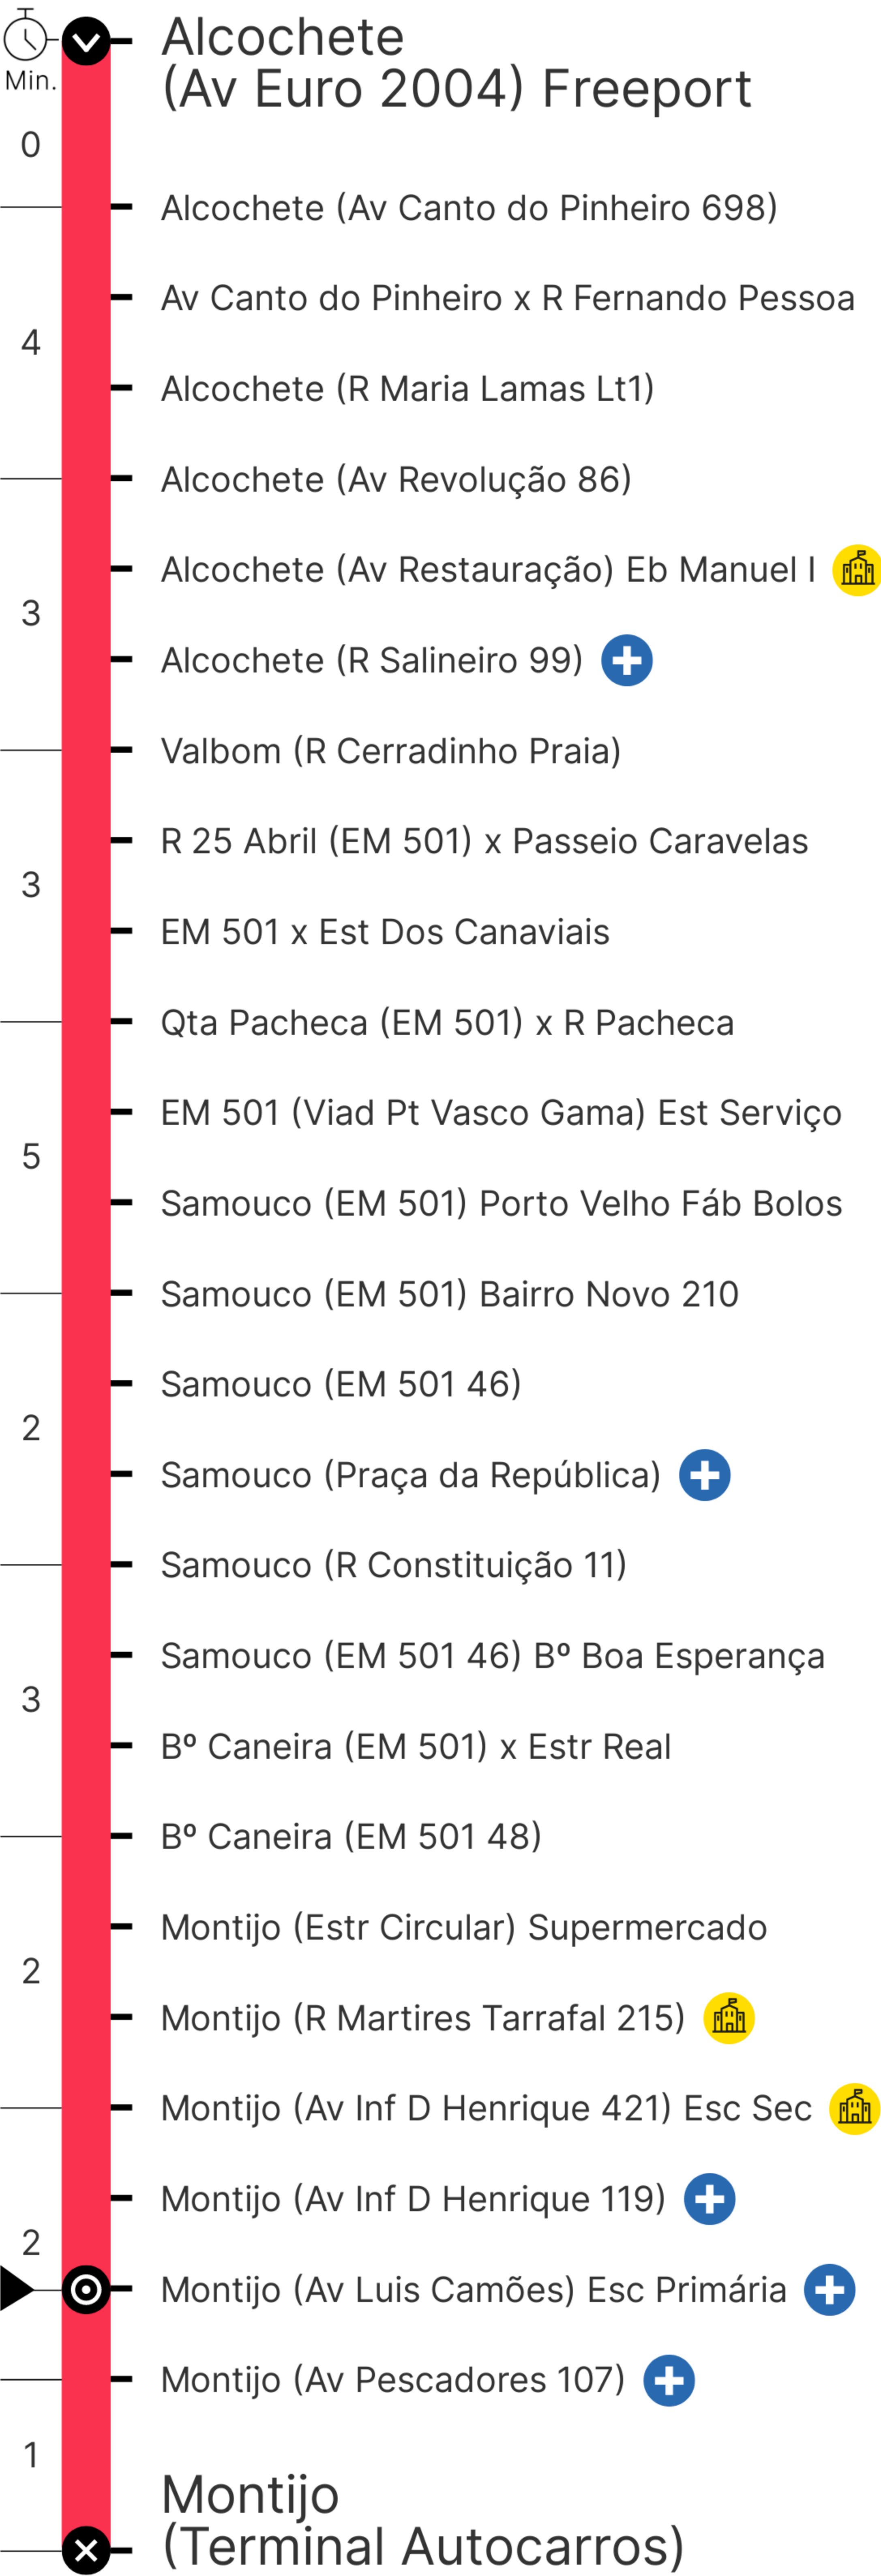 Alcochete
(Av Euro 2004) Freeport
Min.
0
Alcochete (Av Canto do Pinheiro 698)
Av Canto do Pinheiro x R Fernando Pessoa
4
Alcochete (R Maria Lamas Lt1)
Alcochete (Av Revolução 86)
Alcochete (Av Restauração) Eb Manuel I
3
Alcochete (R Salineiro 99)
Valbom (R Cerradinho Praia)
R 25 Abril (EM 501) x Passeio Caravelas
3
EM 501 x Est Dos Canaviais
Qta Pacheca (EM 501) x R Pacheca
EM 501 (Viad Pt Vasco Gama) Est Serviço
5
Samouco (EM 501) Porto Velho Fáb Bolos
Samouco (EM 501) Bairro Novo 210
Samouco (EM 501 46)
2
Samouco (Praça da República)
Samouco (R Constituição 11)
Samouco (EM 501 46) Bº Boa Esperança
3
Bº Caneira (EM 501) x Estr Real
Bº Caneira (EM 501 48)
Montijo (Estr Circular) Supermercado
2
Montijo (R Martires Tarrafal 215)
Montijo (Av Inf D Henrique 421) Esc Sec
Montijo (Av Inf D Henrique 119)
2
Montijo (Av Luis Camões) Esc Primária
Montijo (Av Pescadores 107)
1
Montijo
(Terminal Autocarros)